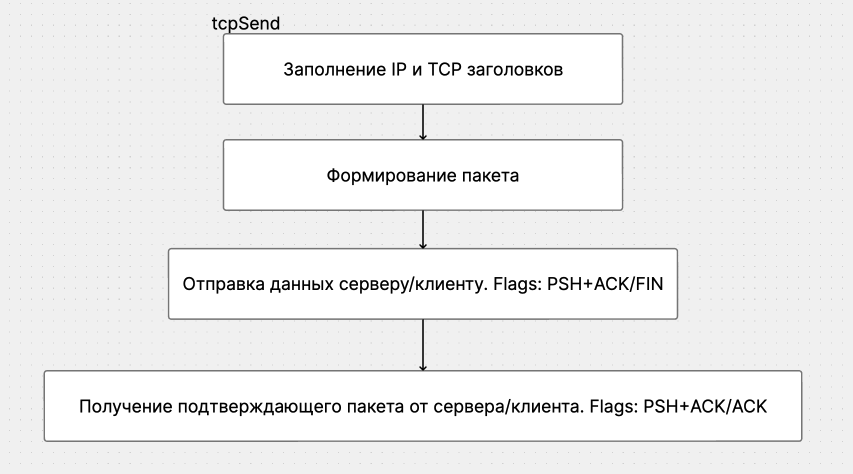 tcpSend
Заполнение IP и TCP заголовков
Формирование пакета
Отправка данных серверу/клиенту. Flags: PSH+ACK/FIN
Получение подтверждающего пакета от сервера/клиента. Flags: PSH+ACK/ACK